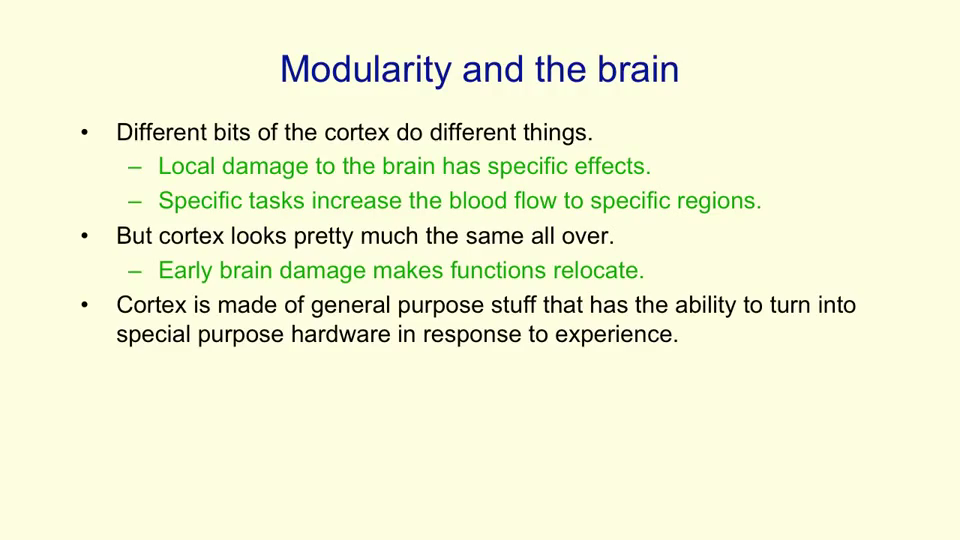 Modularity and the brain
• Different bits of the cortex do different things.
– Local damage to the brain has specific effects.
– Specific tasks increase the blood flow to specific regions.
• But cortex looks pretty much the same all over.
– Early brain damage makes functions relocate.
• Cortex is made of general purpose stuff that has the ability to turn into
special purpose hardware in response to experience.